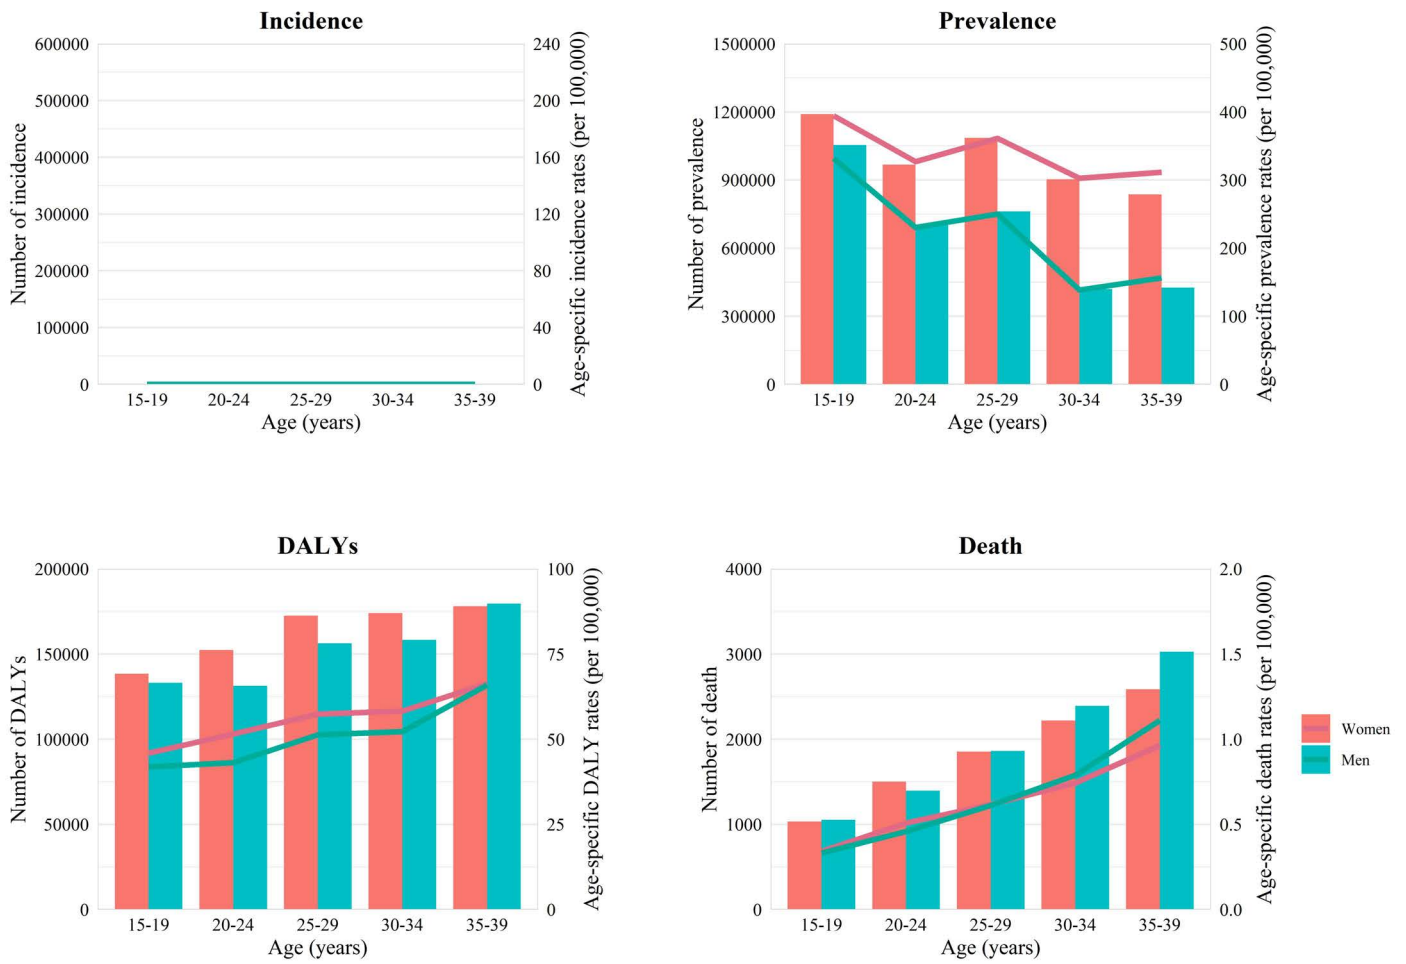 Incidence
600000
500000
400000
300000
200000
100000
0
Number of incidence
240
200
160
120
80
40
0
Age-specific incidence rates (per 100,000)
15-19 20-24 25-29 30-34 35-39
Age (years)
Prevalence
1500000
1200000
900000
600000
300000
0
Number of prevalence
500
400
300
200
100
0
Age-specific prevalence rates (per 100,000)
15-19 20-24 25-29 30-34 35-39
Age (years)
DALYs
200000
150000
100000
50000
0
Number of DALYs
100
75
50
25
0
Age-specific DALY rates (per 100,000)
15-19 20-24 25-29 30-34 35-39
Age (years)
Death
4000
3000
2000
1000
0
Number of death
2.0
1.5
1.0
0.5
0.0
Age-specific death rates (per 100,000)
15-19 20-24 25-29 30-34 35-39
Age (years)
Women
Men